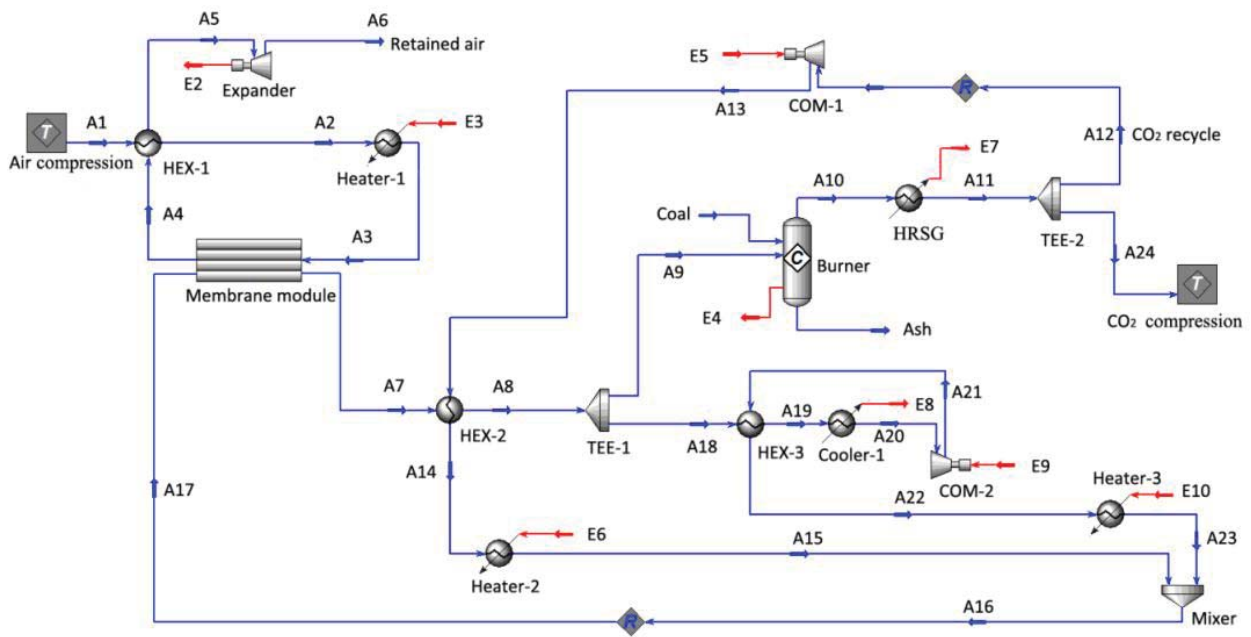 A5
A6
Retained air
E2
Expander
E5
COM-1
A13
R
T
A1
Air compression
HEX-1
A2
E3
Heater-1
A12
CO₂ recycle
E7
A10
A11
HRSG
TEE-2
A4
A3
Coal
C
Burner
A9
A24
T
CO₂ compression
Membrane module
E4
Ash
A7
A8
HEX-2
TEE-1
A21
A18
A19
E8
HEX-3
A20
Cooler-1
COM-2
E9
A14
A17
A22
Heater-3
E10
A23
E6
A15
Heater-2
A16
R
Mixer